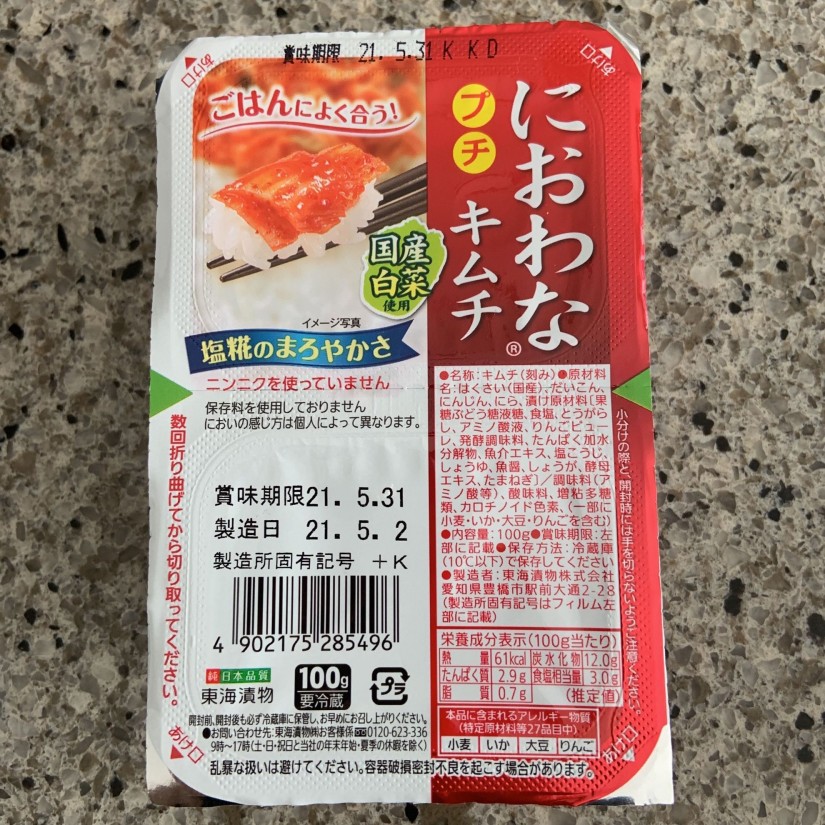 賞味期限 21. 5.31 K K D
あけ口
あけ口
ごはんによく合う!
プチ
におわな®
キムチ
国産
白菜
使用
イメージ写真
塩糀のまろやかさ
ニンニクを使っていません
保存料を使用しておりません
においの感じ方は個人によって異なります。
賞味期限21. 5.31
製造日 21. 5. 2
製造所固有記号 +K
4 902175 285496
純 日本品質
東海漬物
100g
要冷蔵
プラ
開封前、開封後も必ず冷蔵庫に保管し、お早めにお召し上がりください。
●お問い合わせ先:東海漬物㈱お客様係 0120-623-336
9時〜17時(土・日・祝日と当社の年末年始・夏季の休暇を除く)
乱暴な扱いは避けてください。容器破損密封不良を起こす場合があります。
数回折り曲げてから切り取ってください。
あけ口
●名称:キムチ(刻み)●原材料
名:はくさい(国産)、だいこん、
にんじん、にら、漬け原材料〔果
糖ぶどう糖液糖、食塩、とうがら
し、アミノ酸液、りんごピュー
レ、発酵調味料、たんぱく加水
分解物、魚介エキス、塩こうじ、
しょうゆ、魚醤、しょうが、酵母
エキス、たまねぎ〕/調味料(ア
ミノ酸等)、酸味料、増粘多糖
類、カロチノイド色素、(一部に
小麦・いか・大豆・りんごを含む)
●内容量:100g●賞味期限:左
部に記載●保存方法:冷蔵庫
(10℃以下)で保存してください
●製造者:東海漬物株式会社
愛知県豊橋市駅前大通2-28
(製造所固有記号はフィルム左
部に記載)
栄養成分表示(100g当たり)
熱量 61kcal 炭水化物 12.0g
たんぱく質 2.9g 食塩相当量 3.0g
脂質 0.7g (推定値)
本品に含まれるアレルギー物質
(特定原材料等27品目中)
小麦 いか 大豆 りんご
小分けの際と、開封時には手を切らないようご注意ください。
あけ口